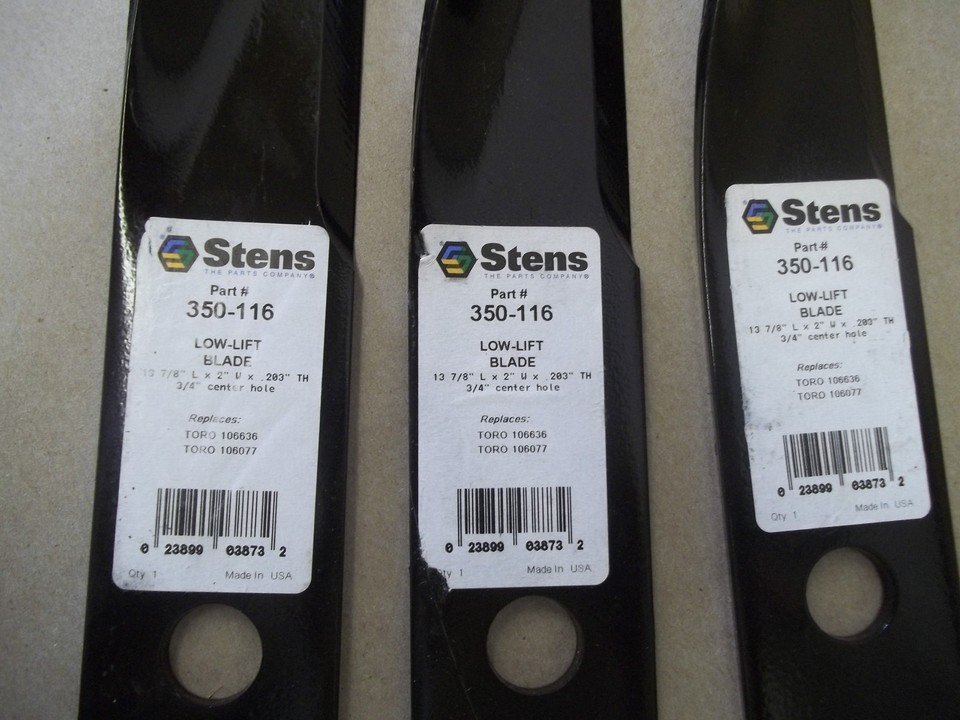 Stens
THE PARTS COMPANY®
Part #
350-116
LOW-LIFT
BLADE
13 7/8" L x 2" W x .203" TH
3/4" center hole
Replaces:
TORO 106636
TORO 106077
0 23899 03873 2
Qty 1 Made In USA
Stens
THE PARTS COMPANY®
Part #
350-116
LOW-LIFT
BLADE
13 7/8" L x 2" W x .203" TH
3/4" center hole
Replaces:
TORO 106636
TORO 106077
0 23899 03873 2
Qty 1 Made In USA
Stens
THE PARTS COMPANY®
Part #
350-116
LOW-LIFT
BLADE
13 7/8" L x 2" W x .203" TH
3/4" center hole
Replaces:
TORO 106636
TORO 106077
0 23899 03873 2
Qty 1 Made In USA